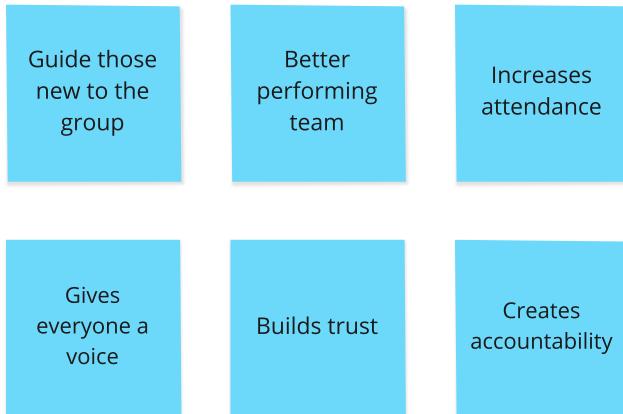 Guide those
new to the
group
Better
performing
team
Increases
attendance
Gives
everyone a
voice
Builds trust
Creates
accountability